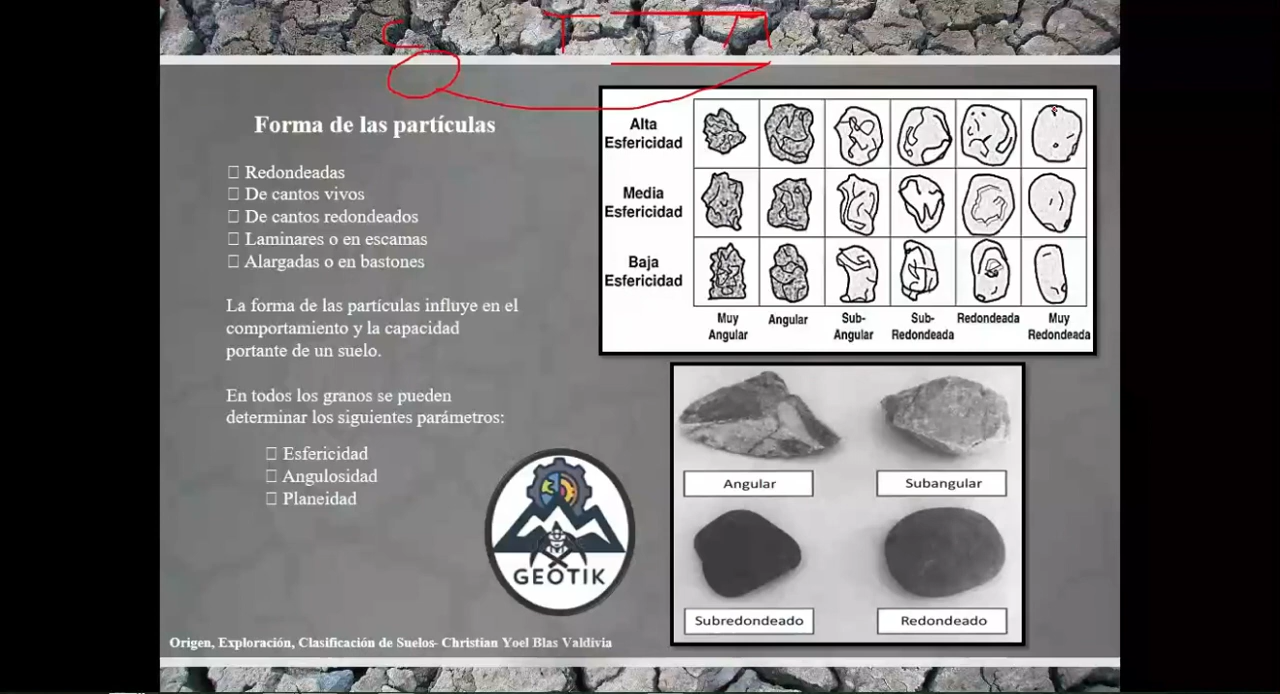 Forma de las partículas
Redondeadas
De cantos vivos
De cantos redondeados
Laminares o en escamas
Alargadas o en bastones
La forma de las partículas influye en el
comportamiento y la capacidad
portante de un suelo.
En todos los granos se pueden
determinar los siguientes parámetros:
Esfericidad
Angulosidad
Planeidad
Alta
Esfericidad
Media
Esfericidad
Baja
Esfericidad
Muy
Angular
Angular
Sub-
Angular
Sub-
Redondeada
Redondeada
Muy
Redondeada
Angular
Subangular
Subredondeado
Redondeado
GEOTIK
Origen, Exploración, Clasificación de Suelos- Christian Yoel Blas Valdivia